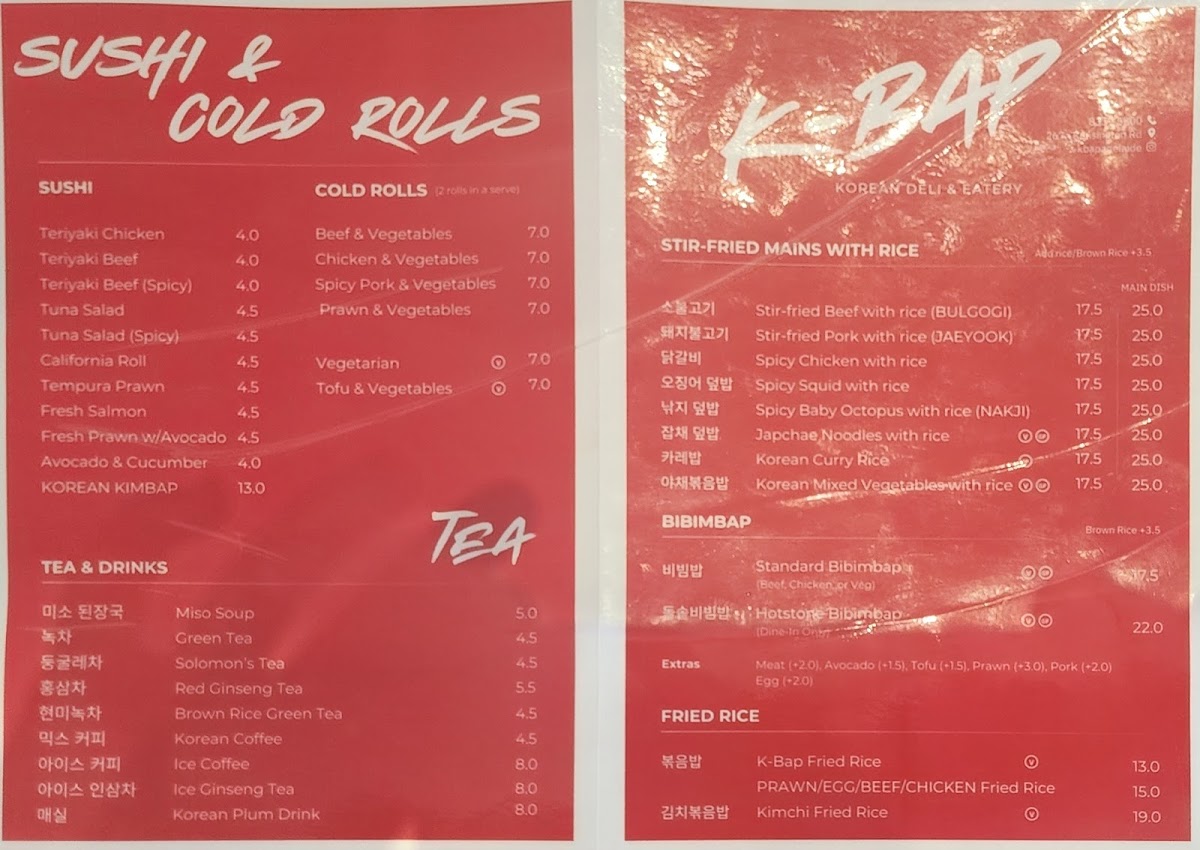 SUSHI &
COLD ROLLS
SUSHI
Teriyaki Chicken 4.0
Teriyaki Beef 4.0
Teriyaki Beef (Spicy) 4.0
Tuna Salad 4.5
Tuna Salad (Spicy) 4.5
California Roll 4.5
Tempura Prawn 4.5
Fresh Salmon 4.5
Fresh Prawn w/Avocado 4.5
Avocado & Cucumber 4.0
KOREAN KIMBAP 13.0
COLD ROLLS (2 rolls in a serve)
Beef & Vegetables 7.0
Chicken & Vegetables 7.0
Spicy Pork & Vegetables 7.0
Prawn & Vegetables 7.0
Vegetarian V 7.0
Tofu & Vegetables V 7.0
TEA
TEA & DRINKS
미소 된장국 Miso Soup 5.0
녹차 Green Tea 4.5
둥굴레차 Solomon's Tea 4.5
홍삼차 Red Ginseng Tea 5.5
현미녹차 Brown Rice Green Tea 4.5
믹스 커피 Korean Coffee 4.5
아이스 커피 Ice Coffee 8.0
아이스 인삼차 Ice Ginseng Tea 8.0
매실 Korean Plum Drink 8.0
K-BAP
Rd
KOREAN DELI & EATERY
STIR-FRIED MAINS WITH RICE Add rice/Brown Rice +3.5
MAIN DISH
소불고기 Stir-fried Beef with rice (BULGOGI) 17.5 25.0
돼지불고기 Stir-fried Pork with rice (JAEYOOK) 17.5 25.0
닭갈비 Spicy Chicken with rice 17.5 25.0
오징어 덮밥 Spicy Squid with rice 17.5 25.0
낚지 덮밥 Spicy Baby Octopus with rice (NAKJI) 17.5 25.0
잡채 덮밥 Japchae Noodles with rice V GF 17.5 25.0
카레밥 Korean Curry Rice V 17.5 25.0
야채볶음밥 Korean Mixed Vegetables with rice V GF 17.5 25.0
BIBIMBAP Brown Rice +3.5
비빔밥 Standard Bibimbap V GF 17.5
(Beef, Chicken, or Veg)
돌솥비빔밥 Hotstone Bibimbap V GF 22.0
(Dine-In Only)
Extras Meat (+2.0), Avocado (+1.5), Tofu (+1.5), Prawn (+3.0), Pork (+2.0)
Egg (+2.0)
FRIED RICE
볶음밥 K-Bap Fried Rice V 13.0
PRAWN/EGG/BEEF/CHICKEN Fried Rice 15.0
김치볶음밥 Kimchi Fried Rice V 19.0